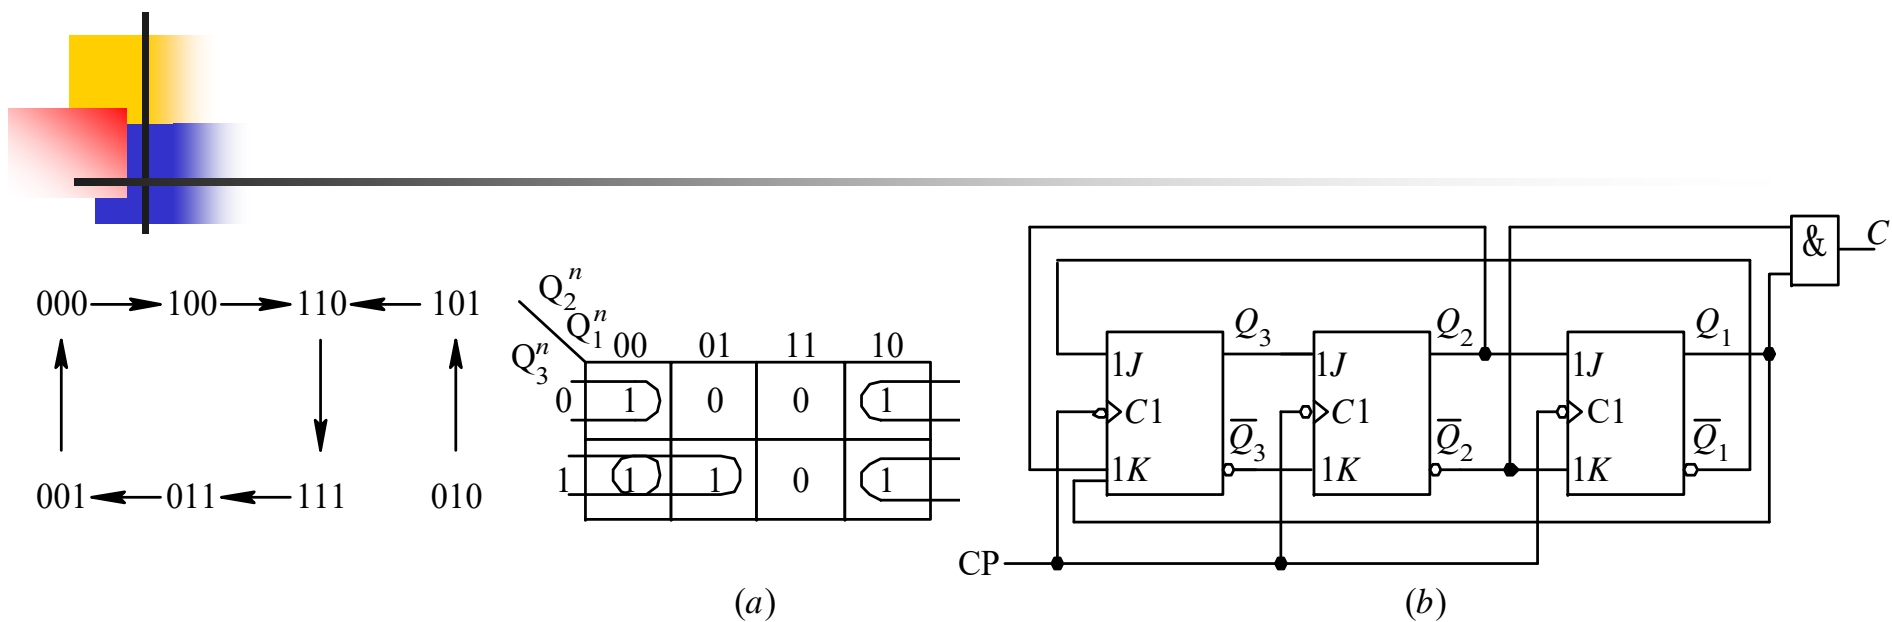 000 100 110 101
001 011 111 010
Q₂ⁿ
Q₁ⁿ
Q₃ⁿ
00 01 11 10
0 1 0 0 1
1 1 1 0 1
(a)
& C
Q₃ Q₂ Q₁
1J 1J 1J
C1 C1 C1
Q̅₃ Q̅₂ Q̅₁
1K 1K 1K
CP
(b)